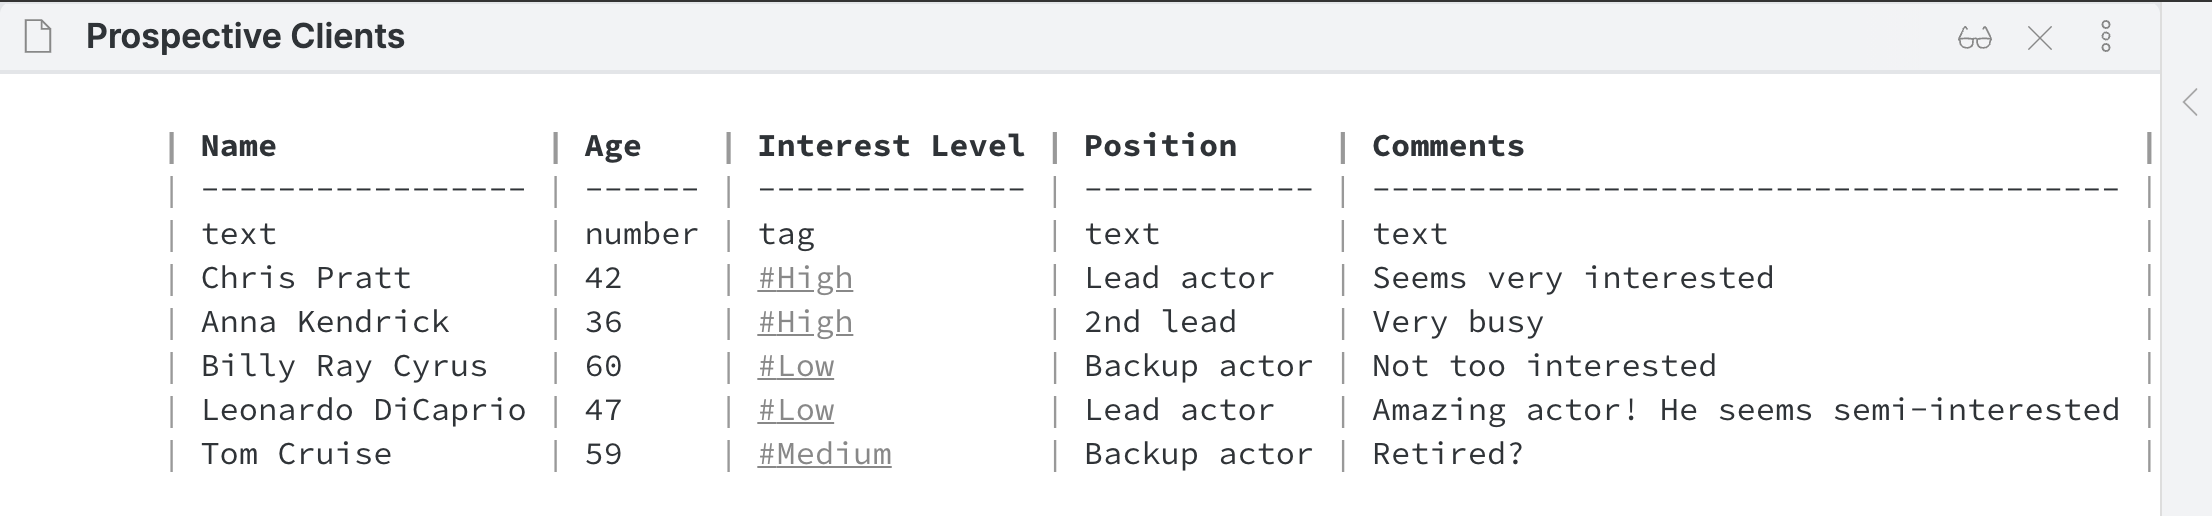 Prospective Clients
| Name              | Age    | Interest Level | Position     | Comments                                |
| ----------------- | ------ | -------------- | ------------ | --------------------------------------- |
| text              | number | tag            | text         | text                                    |
| Chris Pratt       | 42     | #High          | Lead actor   | Seems very interested                   |
| Anna Kendrick     | 36     | #High          | 2nd lead     | Very busy                               |
| Billy Ray Cyrus   | 60     | #Low           | Backup actor | Not too interested                      |
| Leonardo DiCaprio | 47     | #Low           | Lead actor   | Amazing actor! He seems semi-interested |
| Tom Cruise        | 59     | #Medium        | Backup actor | Retired?                                |